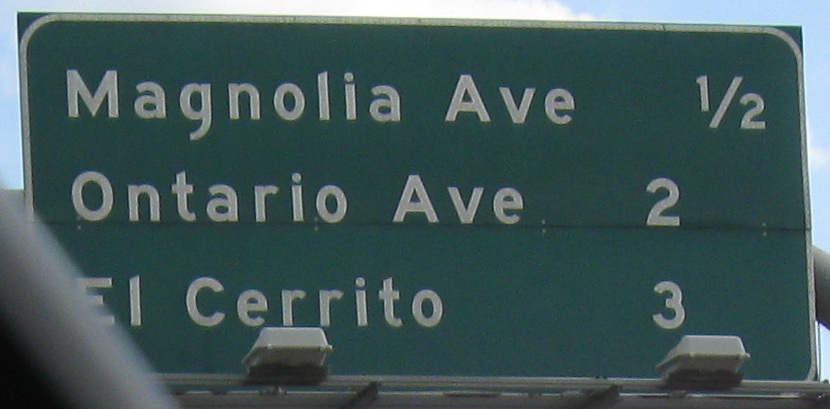 Magnolia Ave 1/2
Ontario Ave 2
El Cerrito 3